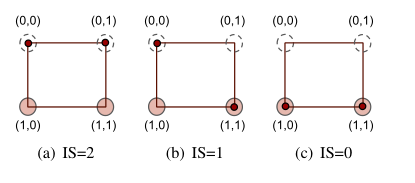 (0,0) (0,1) (0,0) (0,1) (0,0) (0,1)
(1,0) (1,1) (1,0) (1,1) (1,0) (1,1)
(a) IS=2 (b) IS=1 (c) IS=0